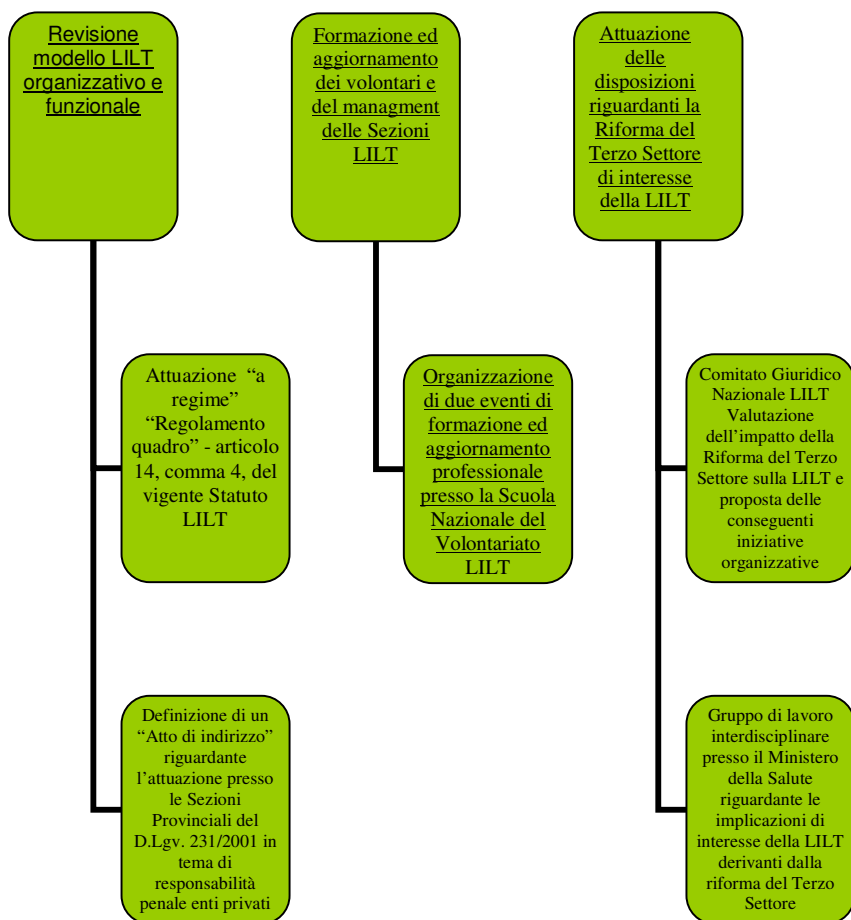 Revisione
modello LILT
organizzativo e
funzionale
Formazione ed
aggiornamento
dei volontari e
del managment
delle Sezioni
LILT
Attuazione
delle
disposizioni
riguardanti la
Riforma del
Terzo Settore
di interesse
della LILT
Attuazione “a
regime”
“Regolamento
quadro” - articolo
14, comma 4, del
vigente Statuto
LILT
Organizzazione
di due eventi di
formazione ed
aggiornamento
professionale
presso la Scuola
Nazionale del
Volontariato
LILT
Comitato Giuridico
Nazionale LILT
Valutazione
dell’impatto della
Riforma del Terzo
Settore sulla LILT e
proposta delle
conseguenti
iniziative
organizzative
Definizione di un
“Atto di indirizzo”
riguardante
l’attuazione presso
le Sezioni
Provinciali del
D.Lgv. 231/2001 in
tema di
responsabilità
penale enti privati
Gruppo di lavoro
interdisciplinare
presso il Ministero
della Salute
riguardante le
implicazioni di
interesse della LILT
derivanti dalla
riforma del Terzo
Settore